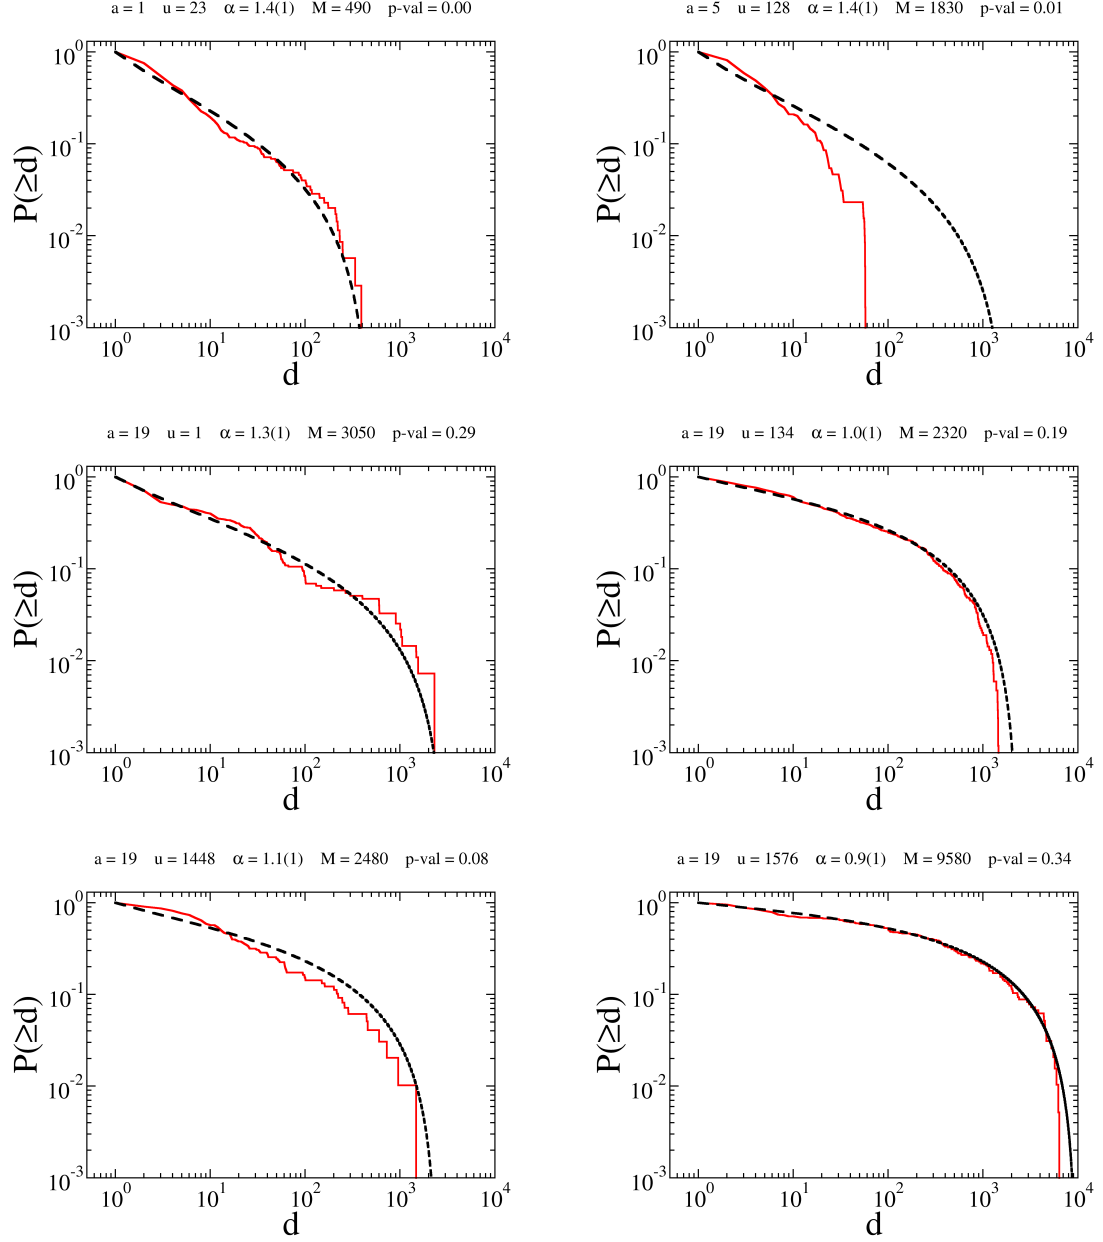 a = 1 u = 23 α = 1.4(1) M = 490 p-val = 0.00
10^0
10^-1
10^-2
10^-3
P(≥d)
10^0 10^1 10^2 10^3 10^4
d
a = 5 u = 128 α = 1.4(1) M = 1830 p-val = 0.01
10^0
10^-1
10^-2
10^-3
P(≥d)
10^0 10^1 10^2 10^3 10^4
d
a = 19 u = 1 α = 1.3(1) M = 3050 p-val = 0.29
10^0
10^-1
10^-2
10^-3
P(≥d)
10^0 10^1 10^2 10^3 10^4
d
a = 19 u = 134 α = 1.0(1) M = 2320 p-val = 0.19
10^0
10^-1
10^-2
10^-3
P(≥d)
10^0 10^1 10^2 10^3 10^4
d
a = 19 u = 1448 α = 1.1(1) M = 2480 p-val = 0.08
10^0
10^-1
10^-2
10^-3
P(≥d)
10^0 10^1 10^2 10^3 10^4
d
a = 19 u = 1576 α = 0.9(1) M = 9580 p-val = 0.34
10^0
10^-1
10^-2
10^-3
P(≥d)
10^0 10^1 10^2 10^3 10^4
d